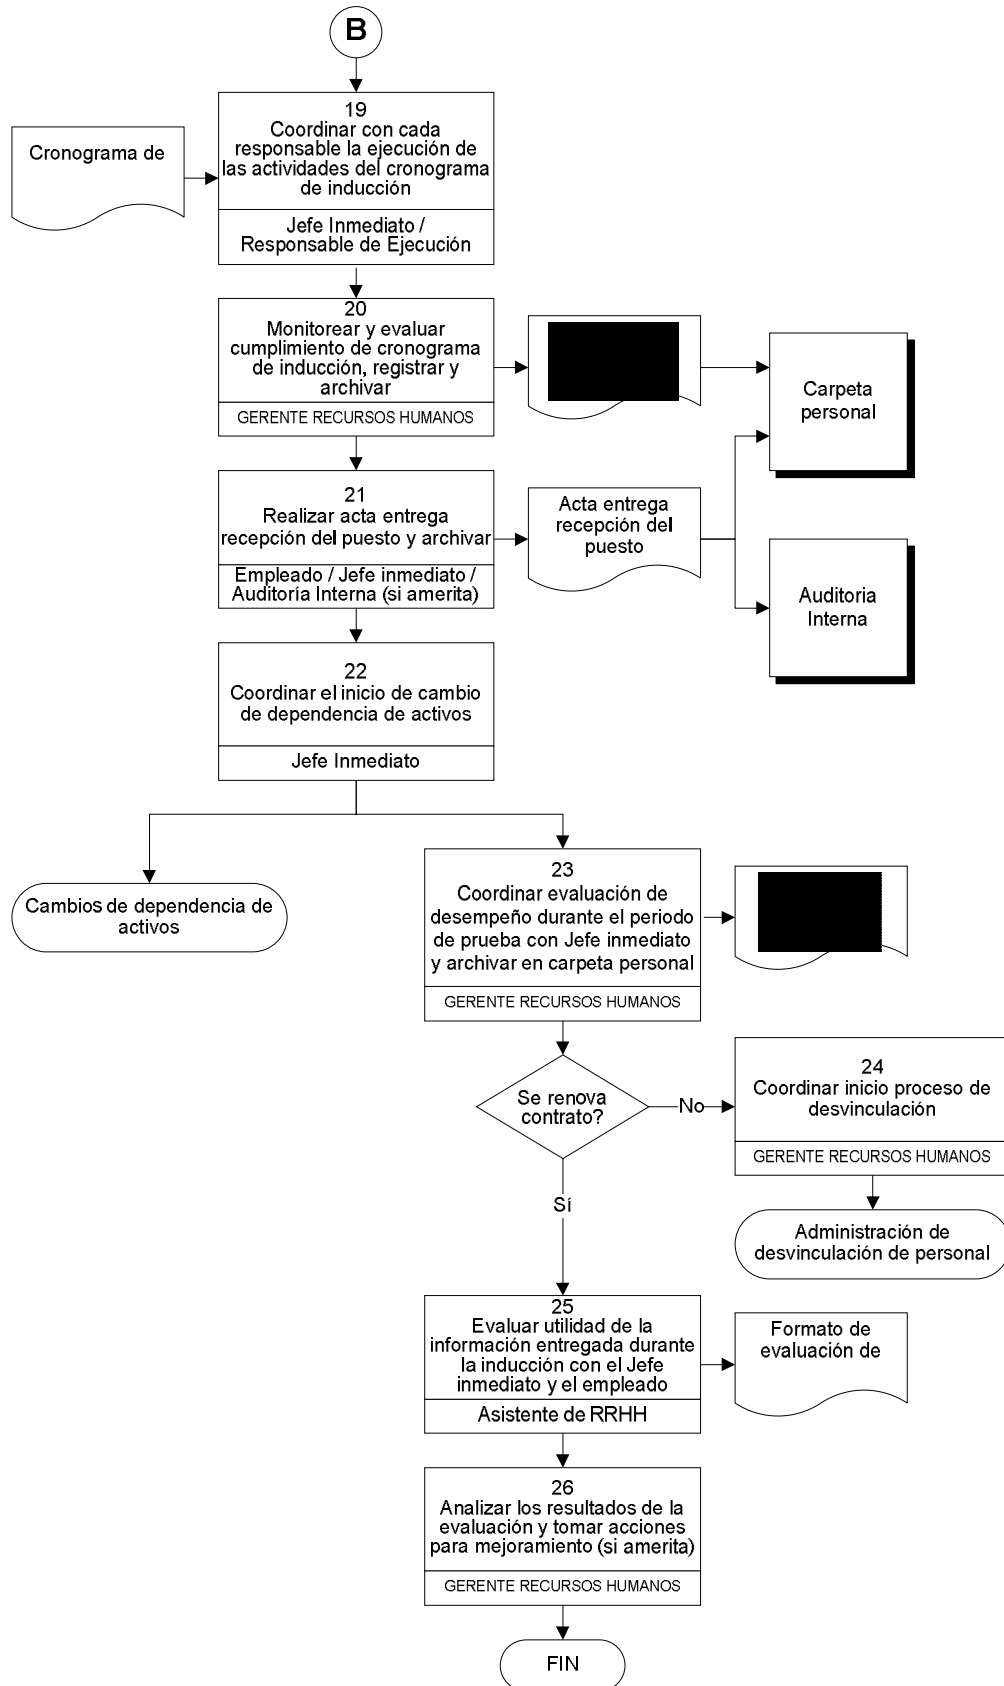 B
19
Coordinar con cada
responsable la ejecución de
las actividades del cronograma
de inducción
Jefe Inmediato /
Responsable de Ejecución
Cronograma de
20
Monitorear y evaluar
cumplimiento de cronograma
de inducción, registrar y
archivar
GERENTE RECURSOS HUMANOS
Carpeta
personal
21
Realizar acta entrega
recepción del puesto y archivar
Empleado / Jefe inmediato /
Auditoría Interna (si amerita)
Acta entrega
recepción del
puesto
Auditoria
Interna
22
Coordinar el inicio de cambio
de dependencia de activos
Jefe Inmediato
Cambios de dependencia de
activos
23
Coordinar evaluación de
desempeño durante el periodo
de prueba con Jefe inmediato
y archivar en carpeta personal
GERENTE RECURSOS HUMANOS
Se renova
contrato?
No
24
Coordinar inicio proceso de
desvinculación
GERENTE RECURSOS HUMANOS
Administración de
desvinculación de personal
Sí
25
Evaluar utilidad de la
información entregada durante
la inducción con el Jefe
inmediato y el empleado
Asistente de RRHH
Formato de
evaluación de
26
Analizar los resultados de la
evaluación y tomar acciones
para mejoramiento (si amerita)
GERENTE RECURSOS HUMANOS
FIN